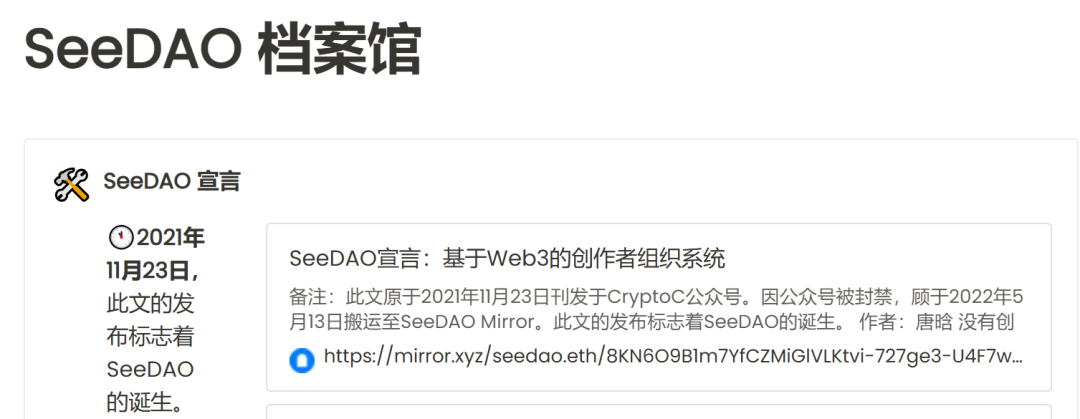 SeeDAO 档案馆
SeeDAO 宣言
2021年
11月23日，
此文的发
布标志着
SeeDAO
的诞生。
SeeDAO宣言：基于Web3的创作者组织系统
备注：此文原于2021年11月23日刊发于CryptoC公众号。因公众号被封禁，顾于2022年5
月13日搬运至SeeDAO Mirror。此文的发布标志着SeeDAO的诞生。 作者：唐晗 没有创
https://mirror.xyz/seedao.eth/8KN6O9B1m7YfCZMiGlVLKtvi-727ge3-U4F7w...